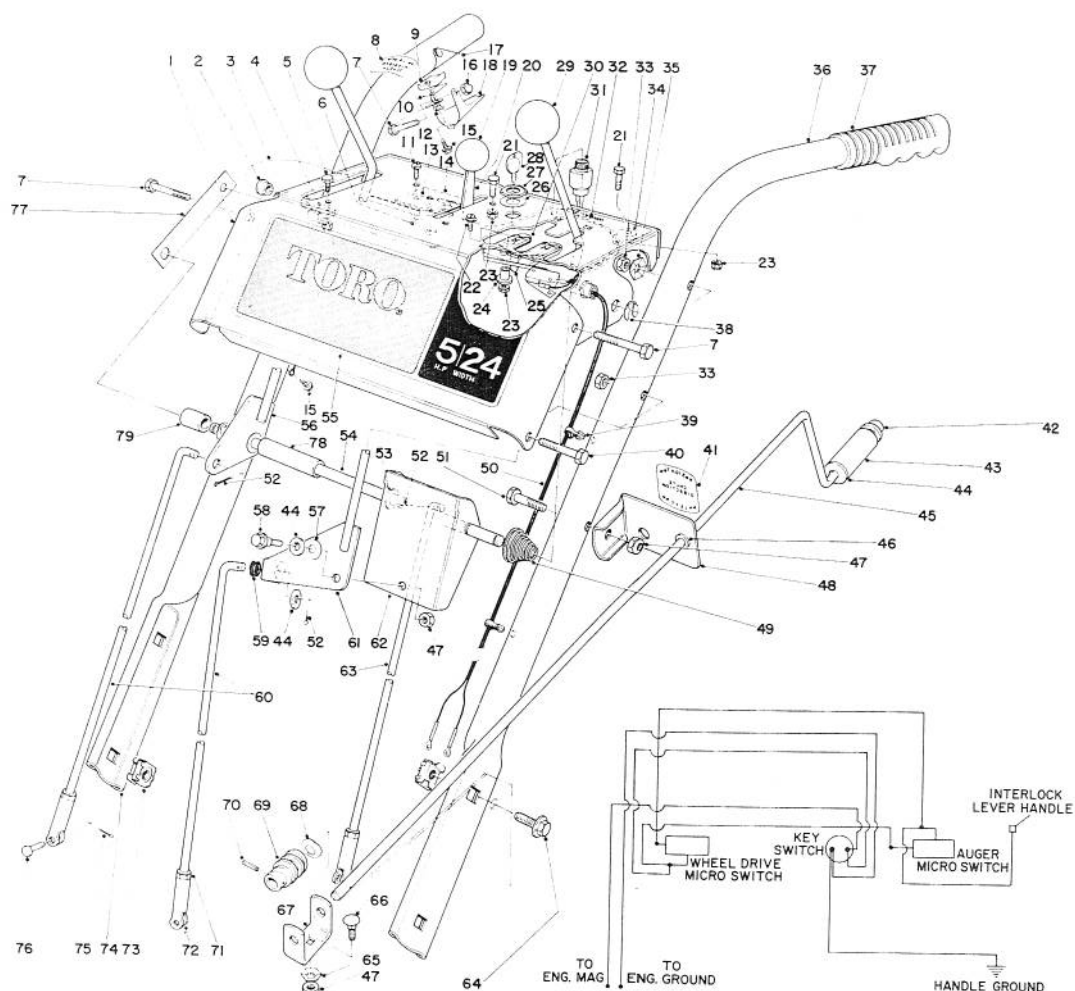 8 9 17
1 2 3 4 5 7 16 18 19 20 29 30 32 33 35
6 31 34 36 37
10
12 15 21 28 21
11 13 27
14 26
7
77
23 23
22 25
24 23 38
TORO
7
5/24
H.P. WIDTH
33
15 55
56 39
79 78 54 53 52 51 50 40 41 42
43
44
52
58 44 57 45
46
47
48
49
59 44 52 61 62 47
63
60
70 69 68
INTERLOCK
LEVER HANDLE
KEY
SWITCH
WHEEL DRIVE
MICRO SWITCH
AUGER
MICRO SWITCH
66
67
65
76 75 74 73 72 71 47 64
TO
ENG. MAG
TO
ENG. GROUND
HANDLE GROUND